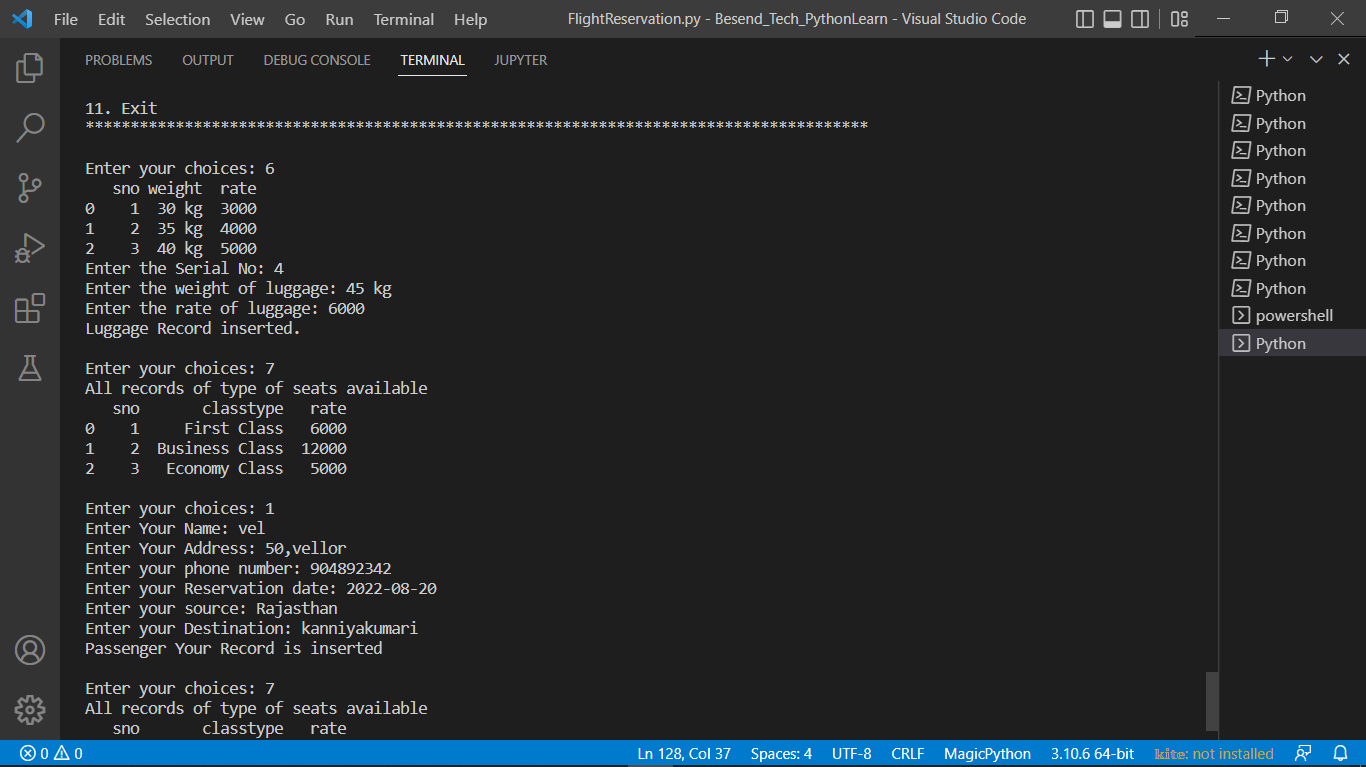 File Edit Selection View Go Run Terminal Help FlightReservation.py - Besend_Tech_PythonLearn - Visual Studio Code
PROBLEMS OUTPUT DEBUG CONSOLE TERMINAL JUPYTER
11. Exit
***************************************************************************************
Enter your choices: 6
   sno weight  rate
0    1  30 kg  3000
1    2  35 kg  4000
2    3  40 kg  5000
Enter the Serial No: 4
Enter the weight of luggage: 45 kg
Enter the rate of luggage: 6000
Luggage Record inserted.
Enter your choices: 7
All records of type of seats available
   sno       classtype   rate
0    1     First Class   6000
1    2  Business Class  12000
2    3   Economy Class   5000
Enter your choices: 1
Enter Your Name: vel
Enter Your Address: 50,vellor
Enter your phone number: 904892342
Enter your Reservation date: 2022-08-20
Enter your source: Rajasthan
Enter your Destination: kanniyakumari
Passenger Your Record is inserted
Enter your choices: 7
All records of type of seats available
   sno       classtype   rate
Python
Python
Python
Python
Python
Python
Python
Python
powershell
Python
0 0 Ln 128, Col 37 Spaces: 4 UTF-8 CRLF MagicPython 3.10.6 64-bit kite: not installed